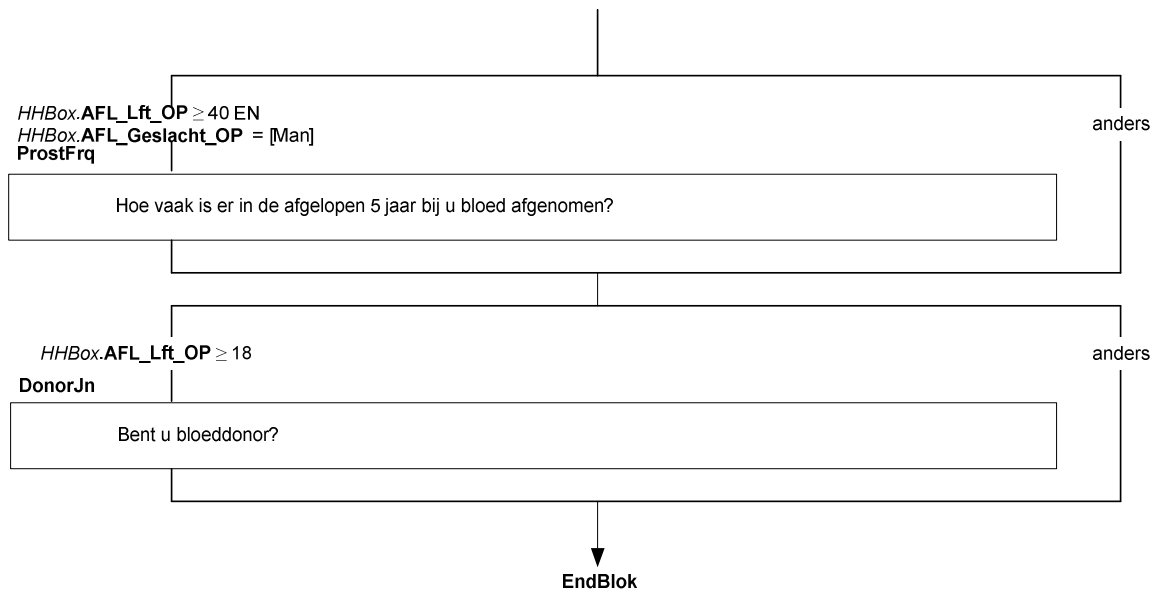 HHBox.AFL_Lft_OP ≥ 40 EN
anders
HHBox.AFL_Geslacht_OP = [Man]
ProstFrq
Hoe vaak is er in de afgelopen 5 jaar bij u bloed afgenomen?
HHBox.AFL_Lft_OP ≥ 18
anders
DonorJn
Bent u bloeddonor?
EndBlok